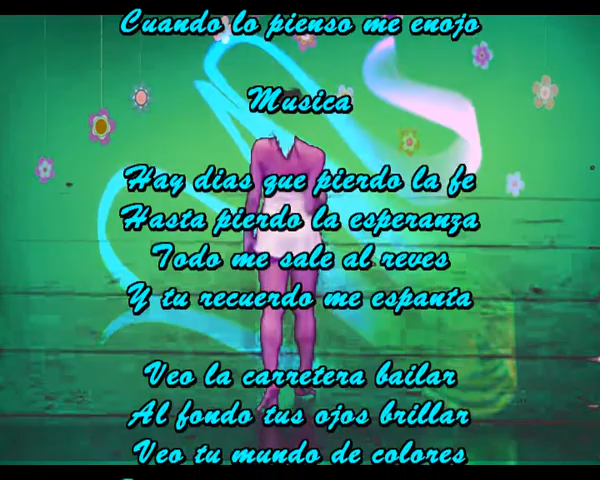 Cuando lo pienso me enojo
Musica
Hay dias que pierdo la fe
Hasta pierdo la esperanza
Todo me sale al reves
Y tu recuerdo me espanta
Veo la carretera bailar
Al fondo tus ojos brillar
Veo tu mundo de colores